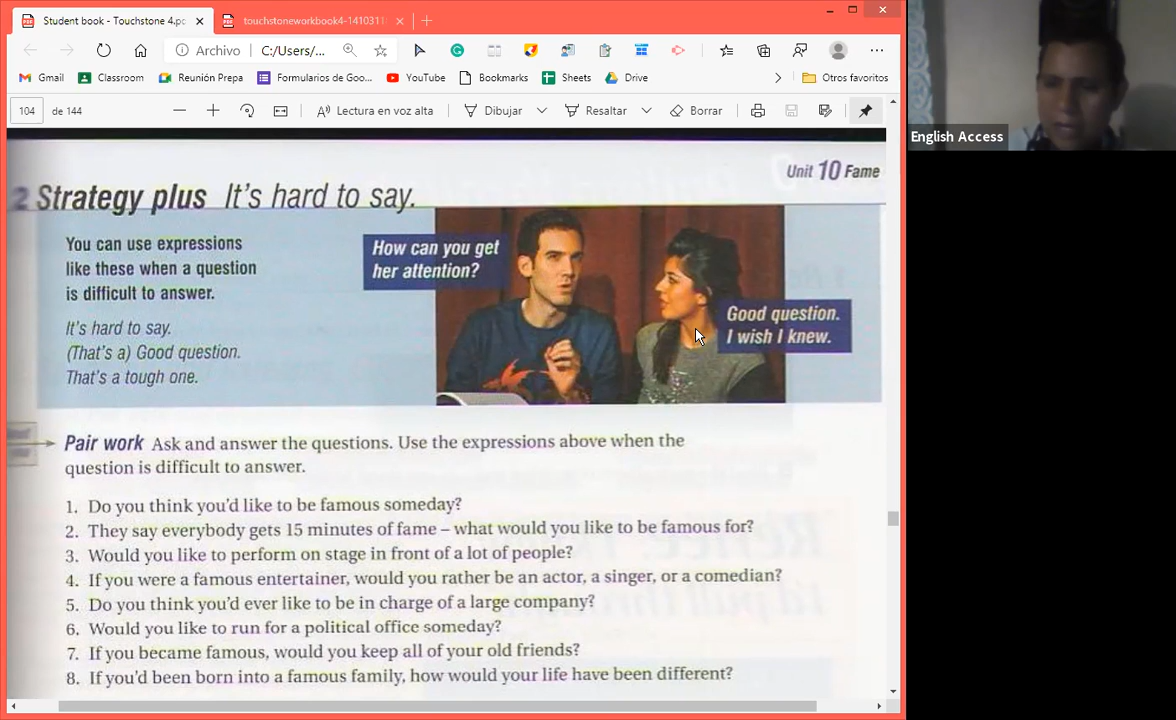 Student book - Touchstone 4.pc
touchstoneworkbook4-1410311
Archivo
C:/Users/...
Gmail
Classroom
Reunión Prepa
Formularios de Goo...
YouTube
Bookmarks
Sheets
Drive
Otros favoritos
104
de 144
Lectura en voz alta
Dibujar
Resaltar
Borrar
English Access
Unit 10 Fame
2 Strategy plus It's hard to say.
You can use expressions
like these when a question
is difficult to answer.
It's hard to say.
(That's a) Good question.
That's a tough one.
How can you get
her attention?
Good question.
I wish I knew.
Pair work Ask and answer the questions. Use the expressions above when the
question is difficult to answer.
1. Do you think you'd like to be famous someday?
2. They say everybody gets 15 minutes of fame – what would you like to be famous for?
3. Would you like to perform on stage in front of a lot of people?
4. If you were a famous entertainer, would you rather be an actor, a singer, or a comedian?
5. Do you think you'd ever like to be in charge of a large company?
6. Would you like to run for a political office someday?
7. If you became famous, would you keep all of your old friends?
8. If you'd been born into a famous family, how would your life have been different?